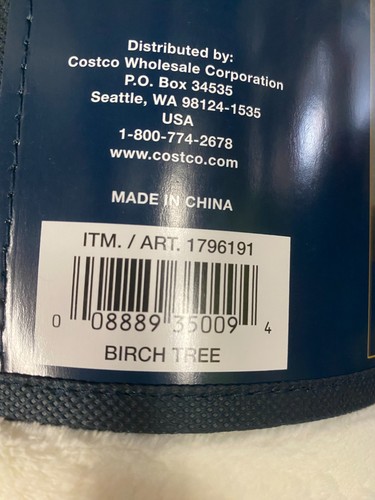 Distributed by:
Costco Wholesale Corporation
P.O. Box 34535
Seattle, WA 98124-1535
USA
1-800-774-2678
www.costco.com
MADE IN CHINA
ITM. / ART. 1796191
0 08889 35009 4
BIRCH TREE